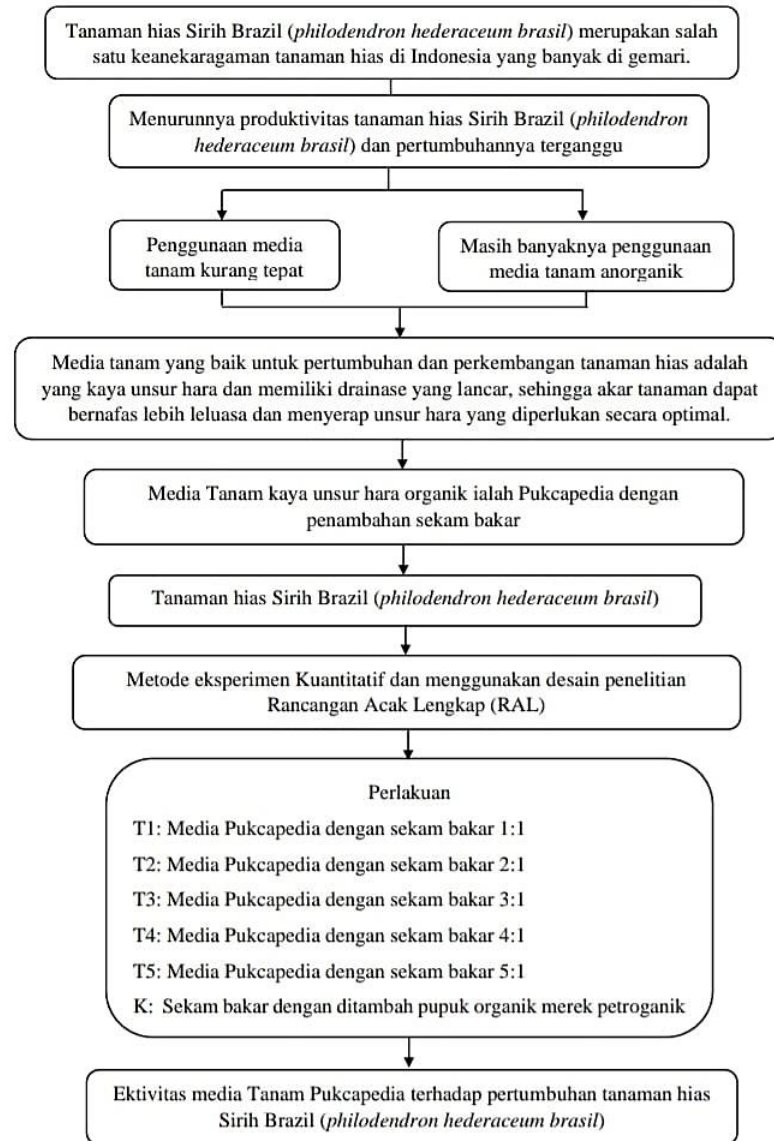 Tanaman hias Sirih Brazil (philodendron hederaceum brasil) merupakan salah
satu keanekaragaman tanaman hias di Indonesia yang banyak di gemari.
Menurunnya produktivitas tanaman hias Sirih Brazil (philodendron
hederaceum brasil) dan pertumbuhannya terganggu
Penggunaan media
tanam kurang tepat
Masih banyaknya penggunaan
media tanam anorganik
Media tanam yang baik untuk pertumbuhan dan perkembangan tanaman hias adalah
yang kaya unsur hara dan memiliki drainase yang lancar, sehingga akar tanaman dapat
bernafas lebih leluasa dan menyerap unsur hara yang diperlukan secara optimal.
Media Tanam kaya unsur hara organik ialah Pukcapedia dengan
penambahan sekam bakar
Tanaman hias Sirih Brazil (philodendron hederaceum brasil)
Metode eksperimen Kuantitatif dan menggunakan desain penelitian
Rancangan Acak Lengkap (RAL)
Perlakuan
T1: Media Pukcapedia dengan sekam bakar 1:1
T2: Media Pukcapedia dengan sekam bakar 2:1
T3: Media Pukcapedia dengan sekam bakar 3:1
T4: Media Pukcapedia dengan sekam bakar 4:1
T5: Media Pukcapedia dengan sekam bakar 5:1
K: Sekam bakar dengan ditambah pupuk organik merek petroganik
Ektivitas media Tanam Pukcapedia terhadap pertumbuhan tanaman hias
Sirih Brazil (philodendron hederaceum brasil)